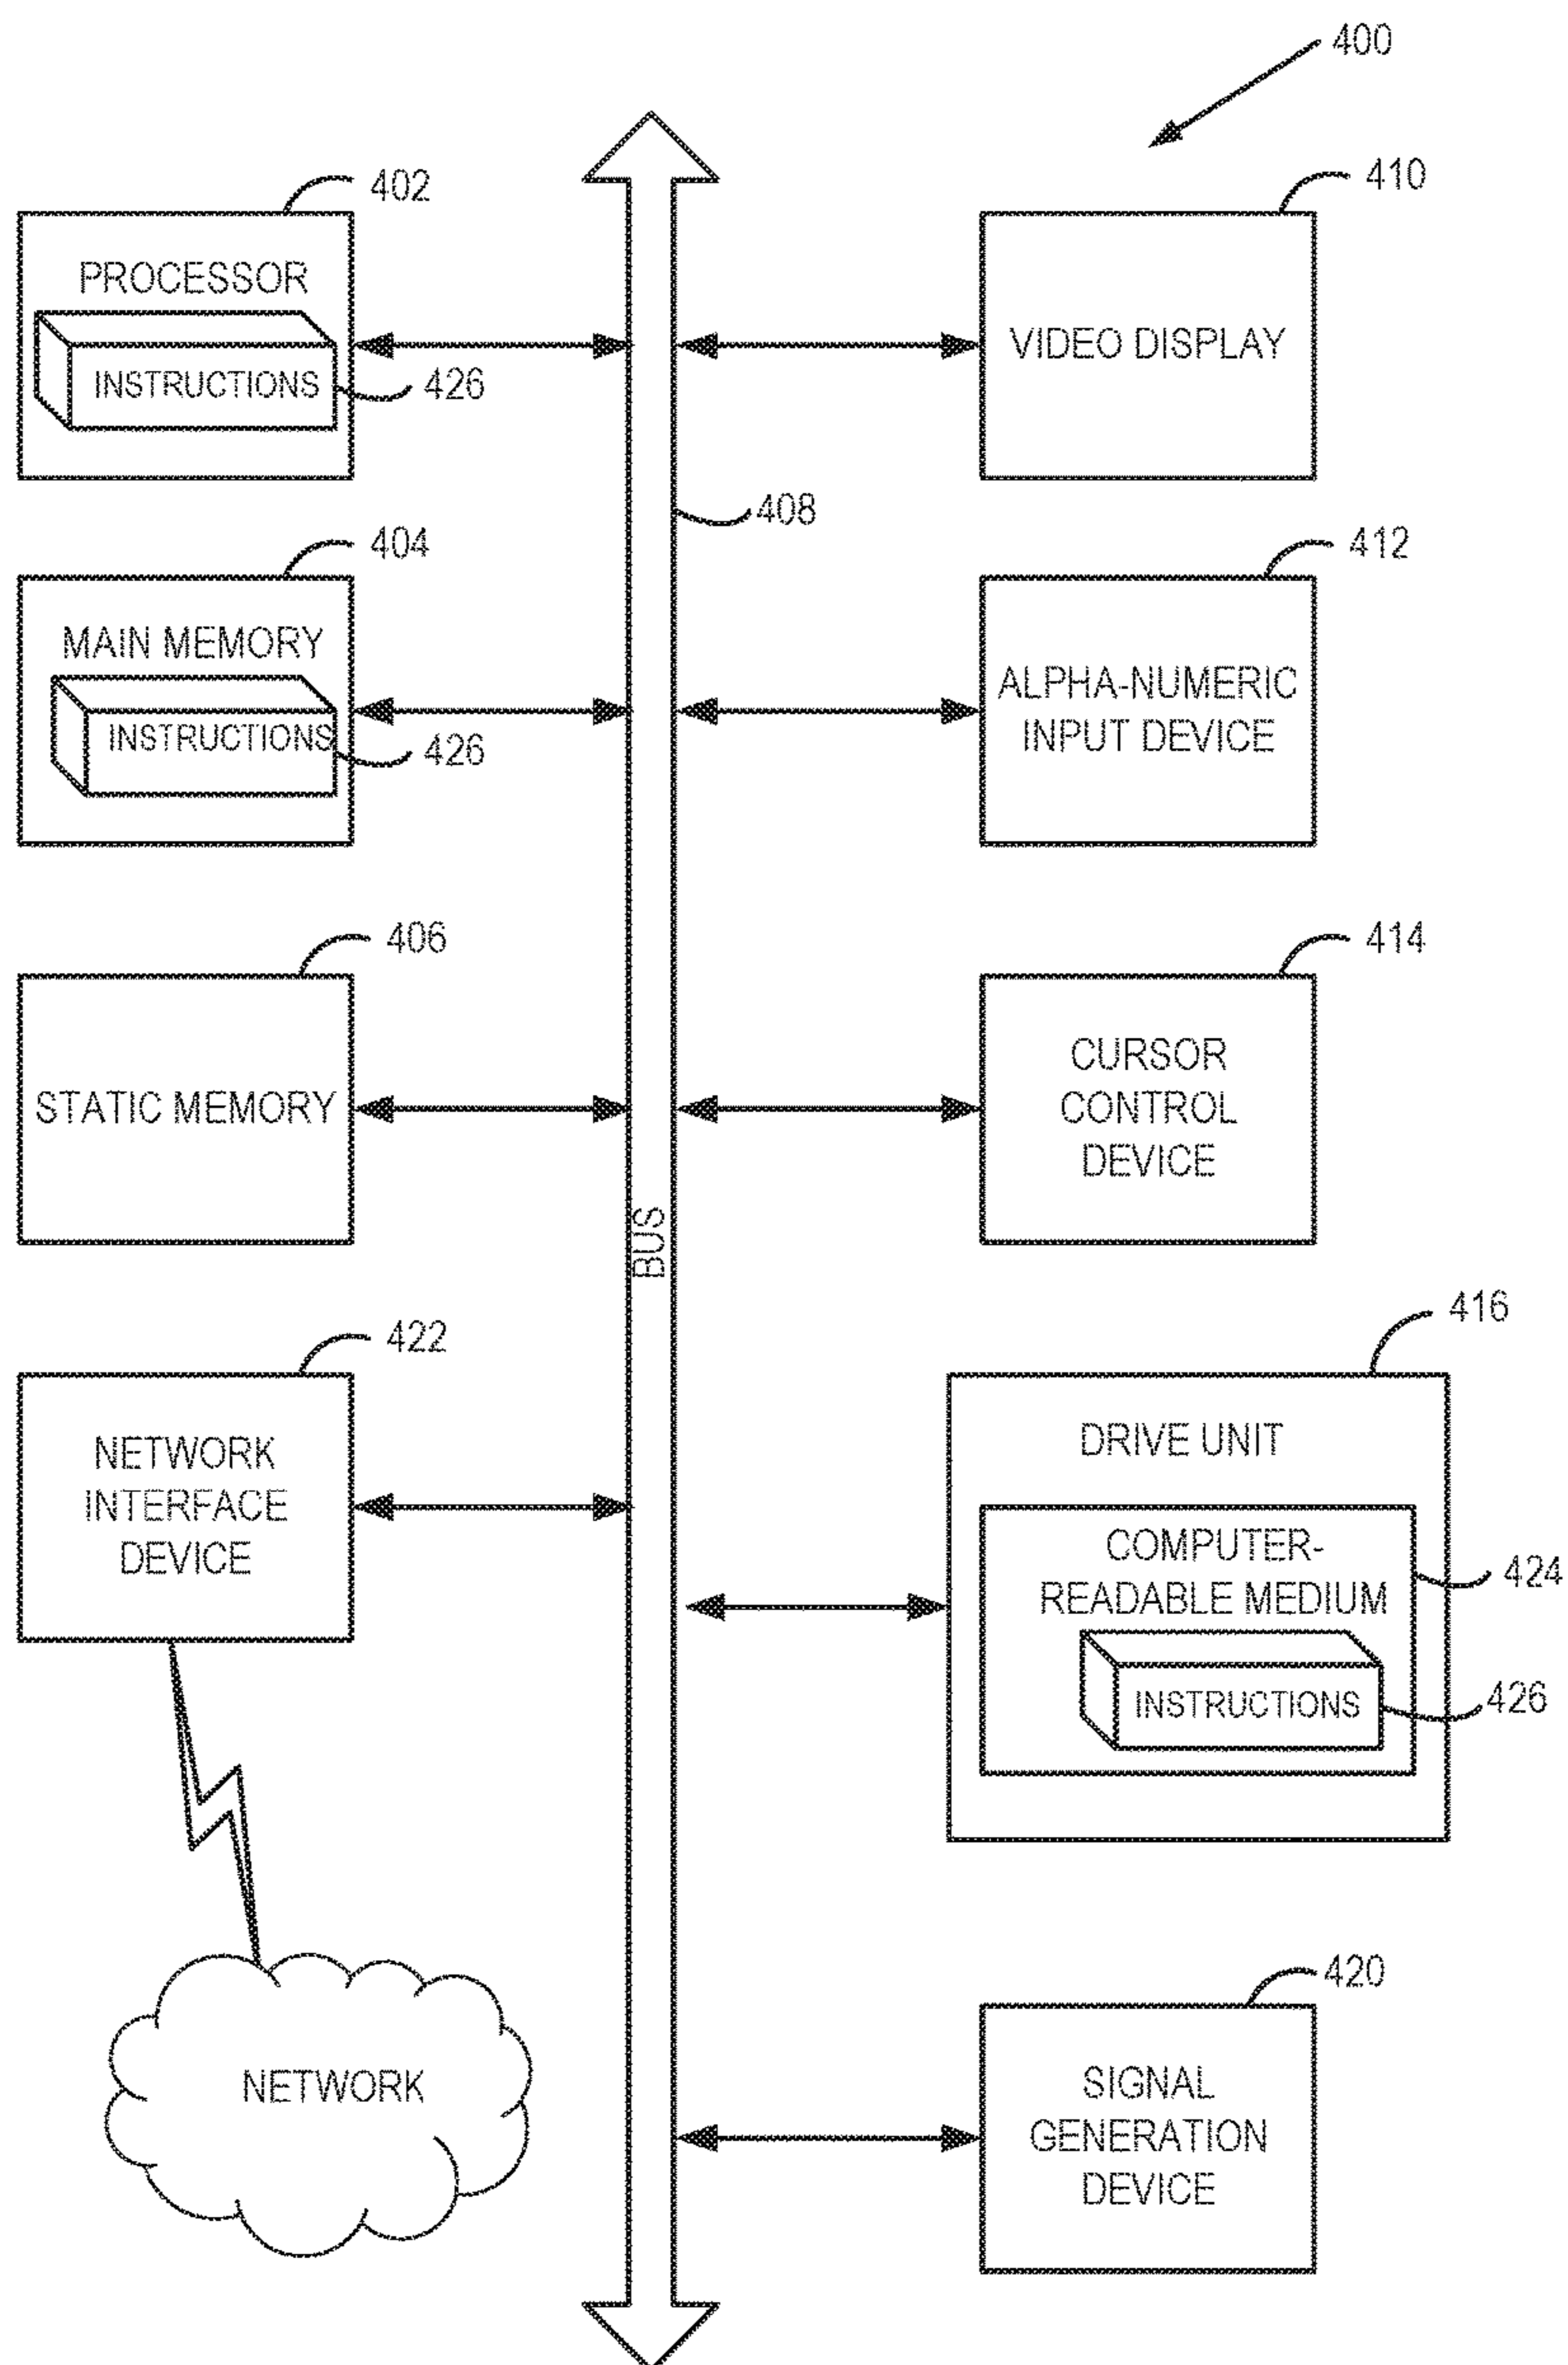 400
402
PROCESSOR
INSTRUCTIONS
426
410
VIDEO DISPLAY
408
404
MAIN MEMORY
INSTRUCTIONS
426
412
ALPHA-NUMERIC
INPUT DEVICE
406
STATIC MEMORY
414
CURSOR
CONTROL
DEVICE
BUS
422
NETWORK
INTERFACE
DEVICE
416
DRIVE UNIT
COMPUTER-
READABLE MEDIUM
424
INSTRUCTIONS
426
NETWORK
420
SIGNAL
GENERATION
DEVICE